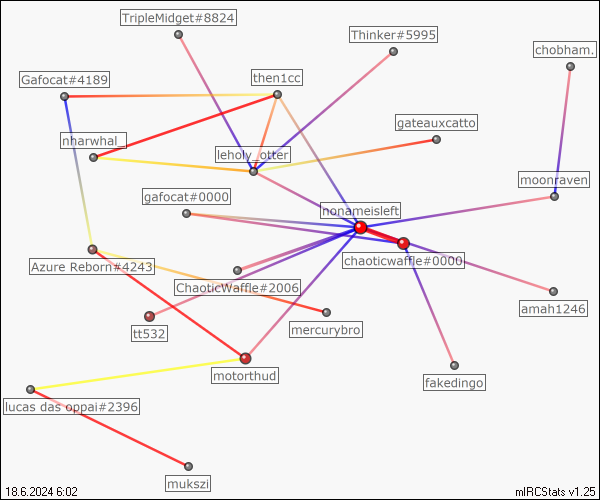 TripleMidget#8824
Thinker#5995
chobham.
Gafocat#4189
then1cc
gateauxcatto
nharwhal_
leholy_otter
moonraven
gafocat#0000
nonameisleft
chaoticwaffle#0000
Azure Reborn#4243
ChaoticWaffle#2006
amah1246
mercurybro
tt532
motorthud
fakedingo
lucas das oppai#2396
mukszi
18.6.2024 6:02
mIRCStats v1.25